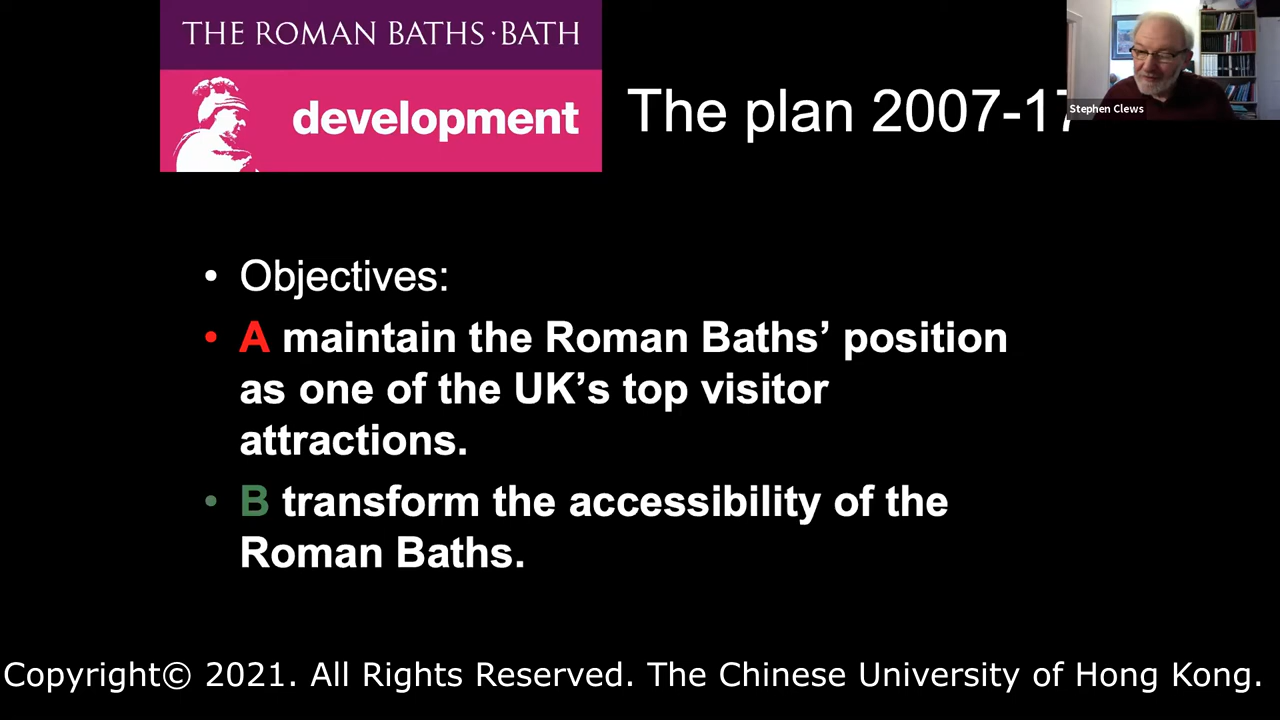 THE ROMAN BATHS·BATH
development
The plan 2007-17
Stephen Clews
• Objectives:
• A maintain the Roman Baths’ position
as one of the UK’s top visitor
attractions.
• B transform the accessibility of the
Roman Baths.
Copyright© 2021. All Rights Reserved. The Chinese University of Hong Kong.